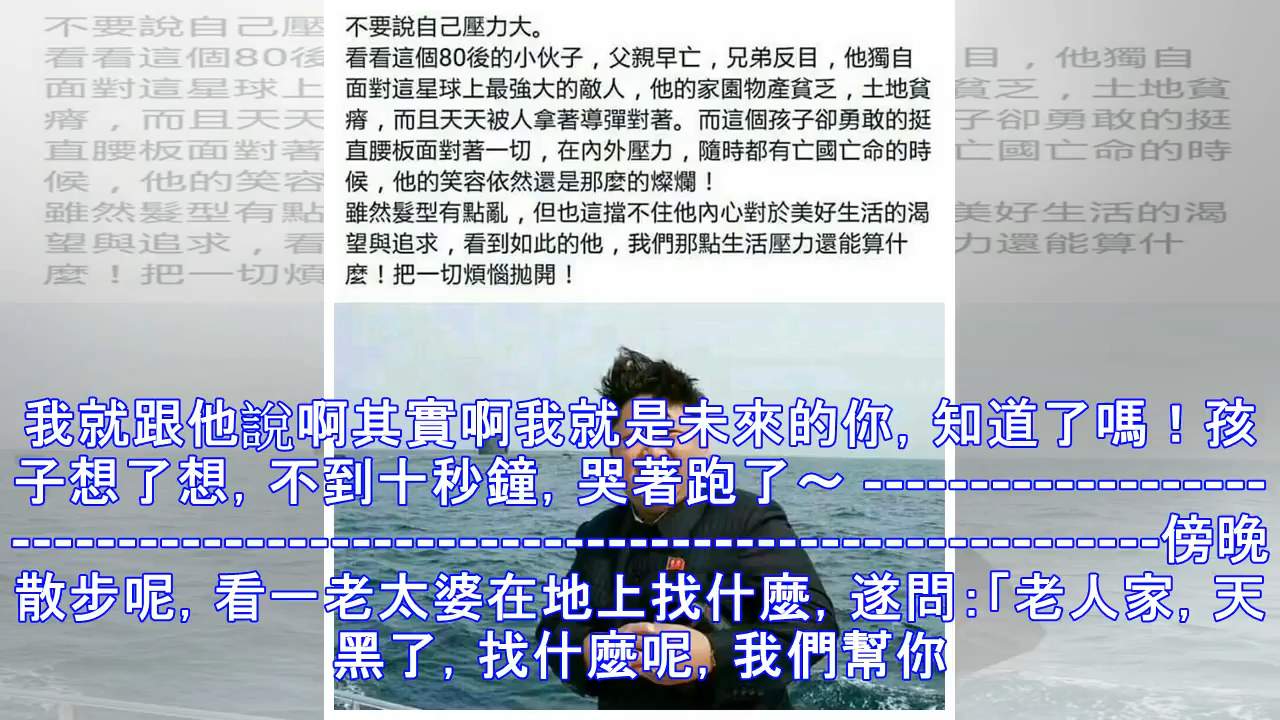 不要說自己壓力大。
看看這個80後的小伙子，父親早亡，兄弟反目，他獨自
面對這星球上最強大的敵人，他的家園物產貧乏，土地貧
瘠，而且天天被人拿著導彈對著。而這個孩子卻勇敢的挺
直腰板面對著一切，在內外壓力，隨時都有亡國亡命的時
候，他的笑容依然還是那麼的燦爛！
雖然髮型有點亂，但也這擋不住他內心對於美好生活的渴
望與追求，看到如此的他，我們那點生活壓力還能算什
麼！把一切煩惱拋開！
我就跟他說啊其實啊我就是未來的你, 知道了嗎！孩
子想了想, 不到十秒鐘, 哭著跑了～ -------------------
------------------------------------------------------傍晚
散步呢, 看一老太婆在地上找什麼, 遂問:「老人家, 天
黑了, 找什麼呢, 我們幫你